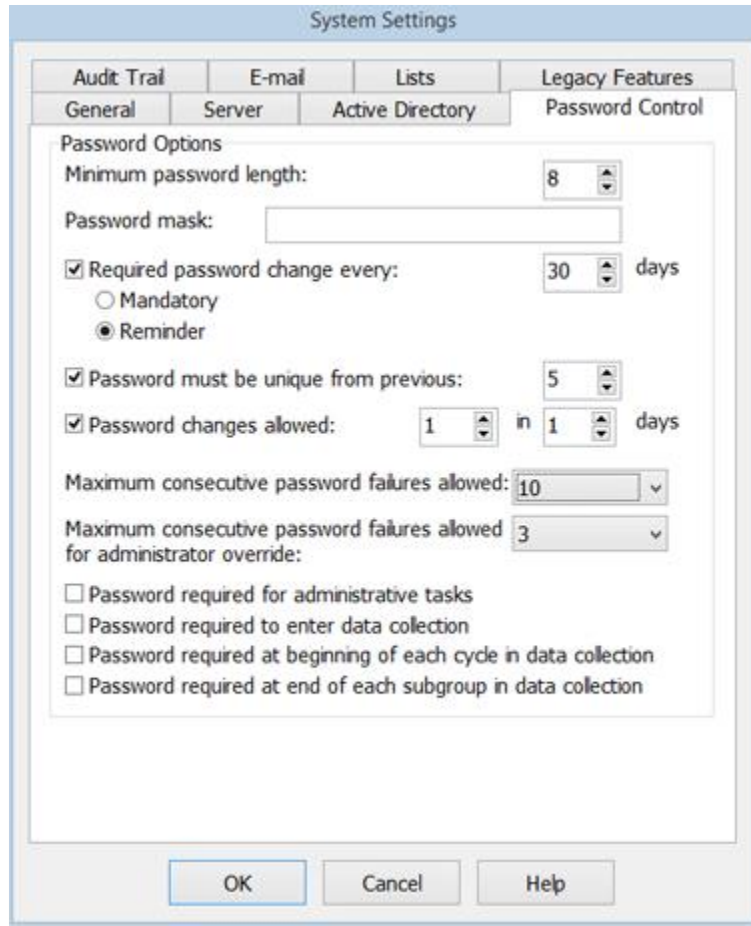 System Settings
Audit Trail E-mail Lists Legacy Features
General Server Active Directory Password Control
Password Options
Minimum password length: 8
Password mask:
Required password change every: 30 days
Mandatory
Reminder
Password must be unique from previous: 5
Password changes allowed: 1 in 1 days
Maximum consecutive password failures allowed: 10
Maximum consecutive password failures allowed 3
for administrator override:
Password required for administrative tasks
Password required to enter data collection
Password required at beginning of each cycle in data collection
Password required at end of each subgroup in data collection
OK Cancel Help